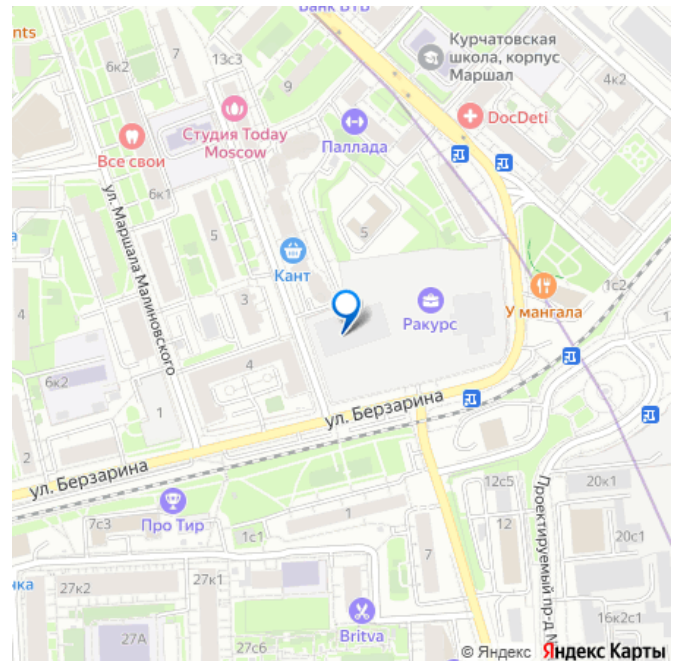 Банк ВТБ
nts
6к2
7
13с3
9
Курчатовская
школа, корпус
Маршал
4к2
DocDeti
Студия Today
Moscow
Паллада
Все свои
6к1
ул. Маршала Малиновского
5
5
Кант
3
Ракурс
У мангала
1с2
4
4
6к2
1
ул. Берзарина
2
ул. Берзарина
12с5
20к1
Про Тир
7с3
1с1
1
12
20с1
7
Проектируемый пр-д №
нка
27к2
27к1
16к2с1
27А
Britva
27с6
© Яндекс Яндекс Карты